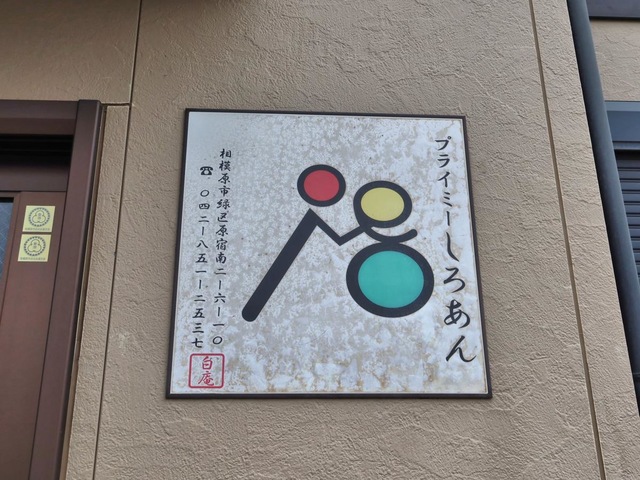 プライミーしろあん
相模原市緑区原宿南二ー六ー一〇
☎〇四二ー八五一ー二五三七
白庵